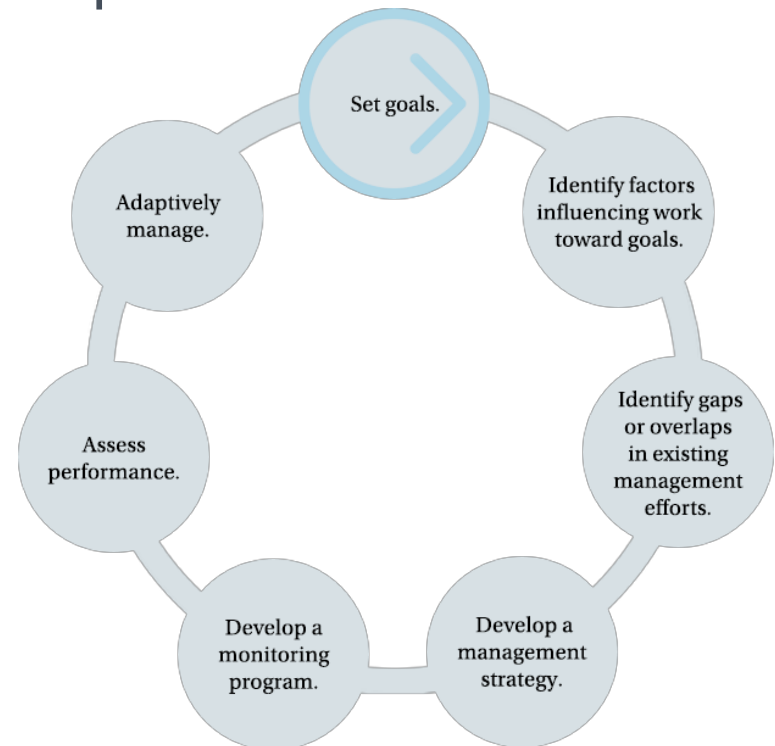 Set goals.
Identify factors
influencing work
toward goals.
Identify gaps
or overlaps
in existing
management
efforts.
Develop a
management
strategy.
Develop a
monitoring
program.
Assess
performance.
Adaptively
manage.